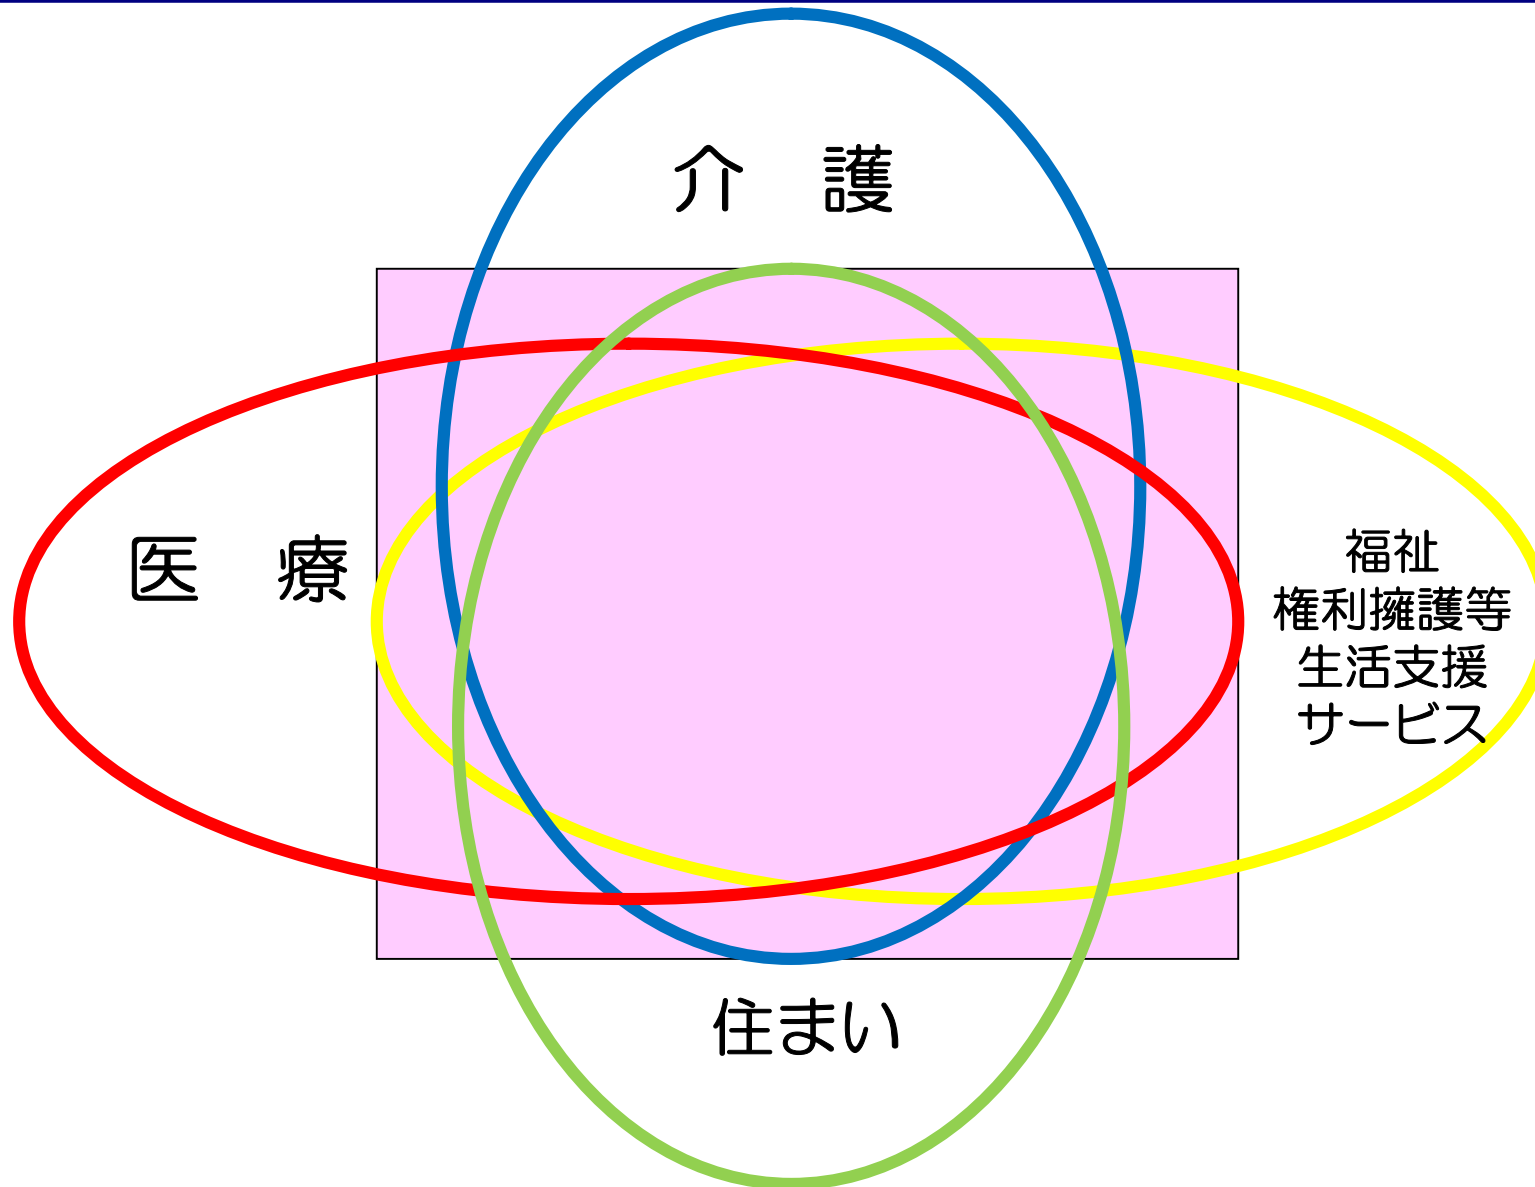 介　護
医　療
福祉
権利擁護等
生活支援
サービス
住まい